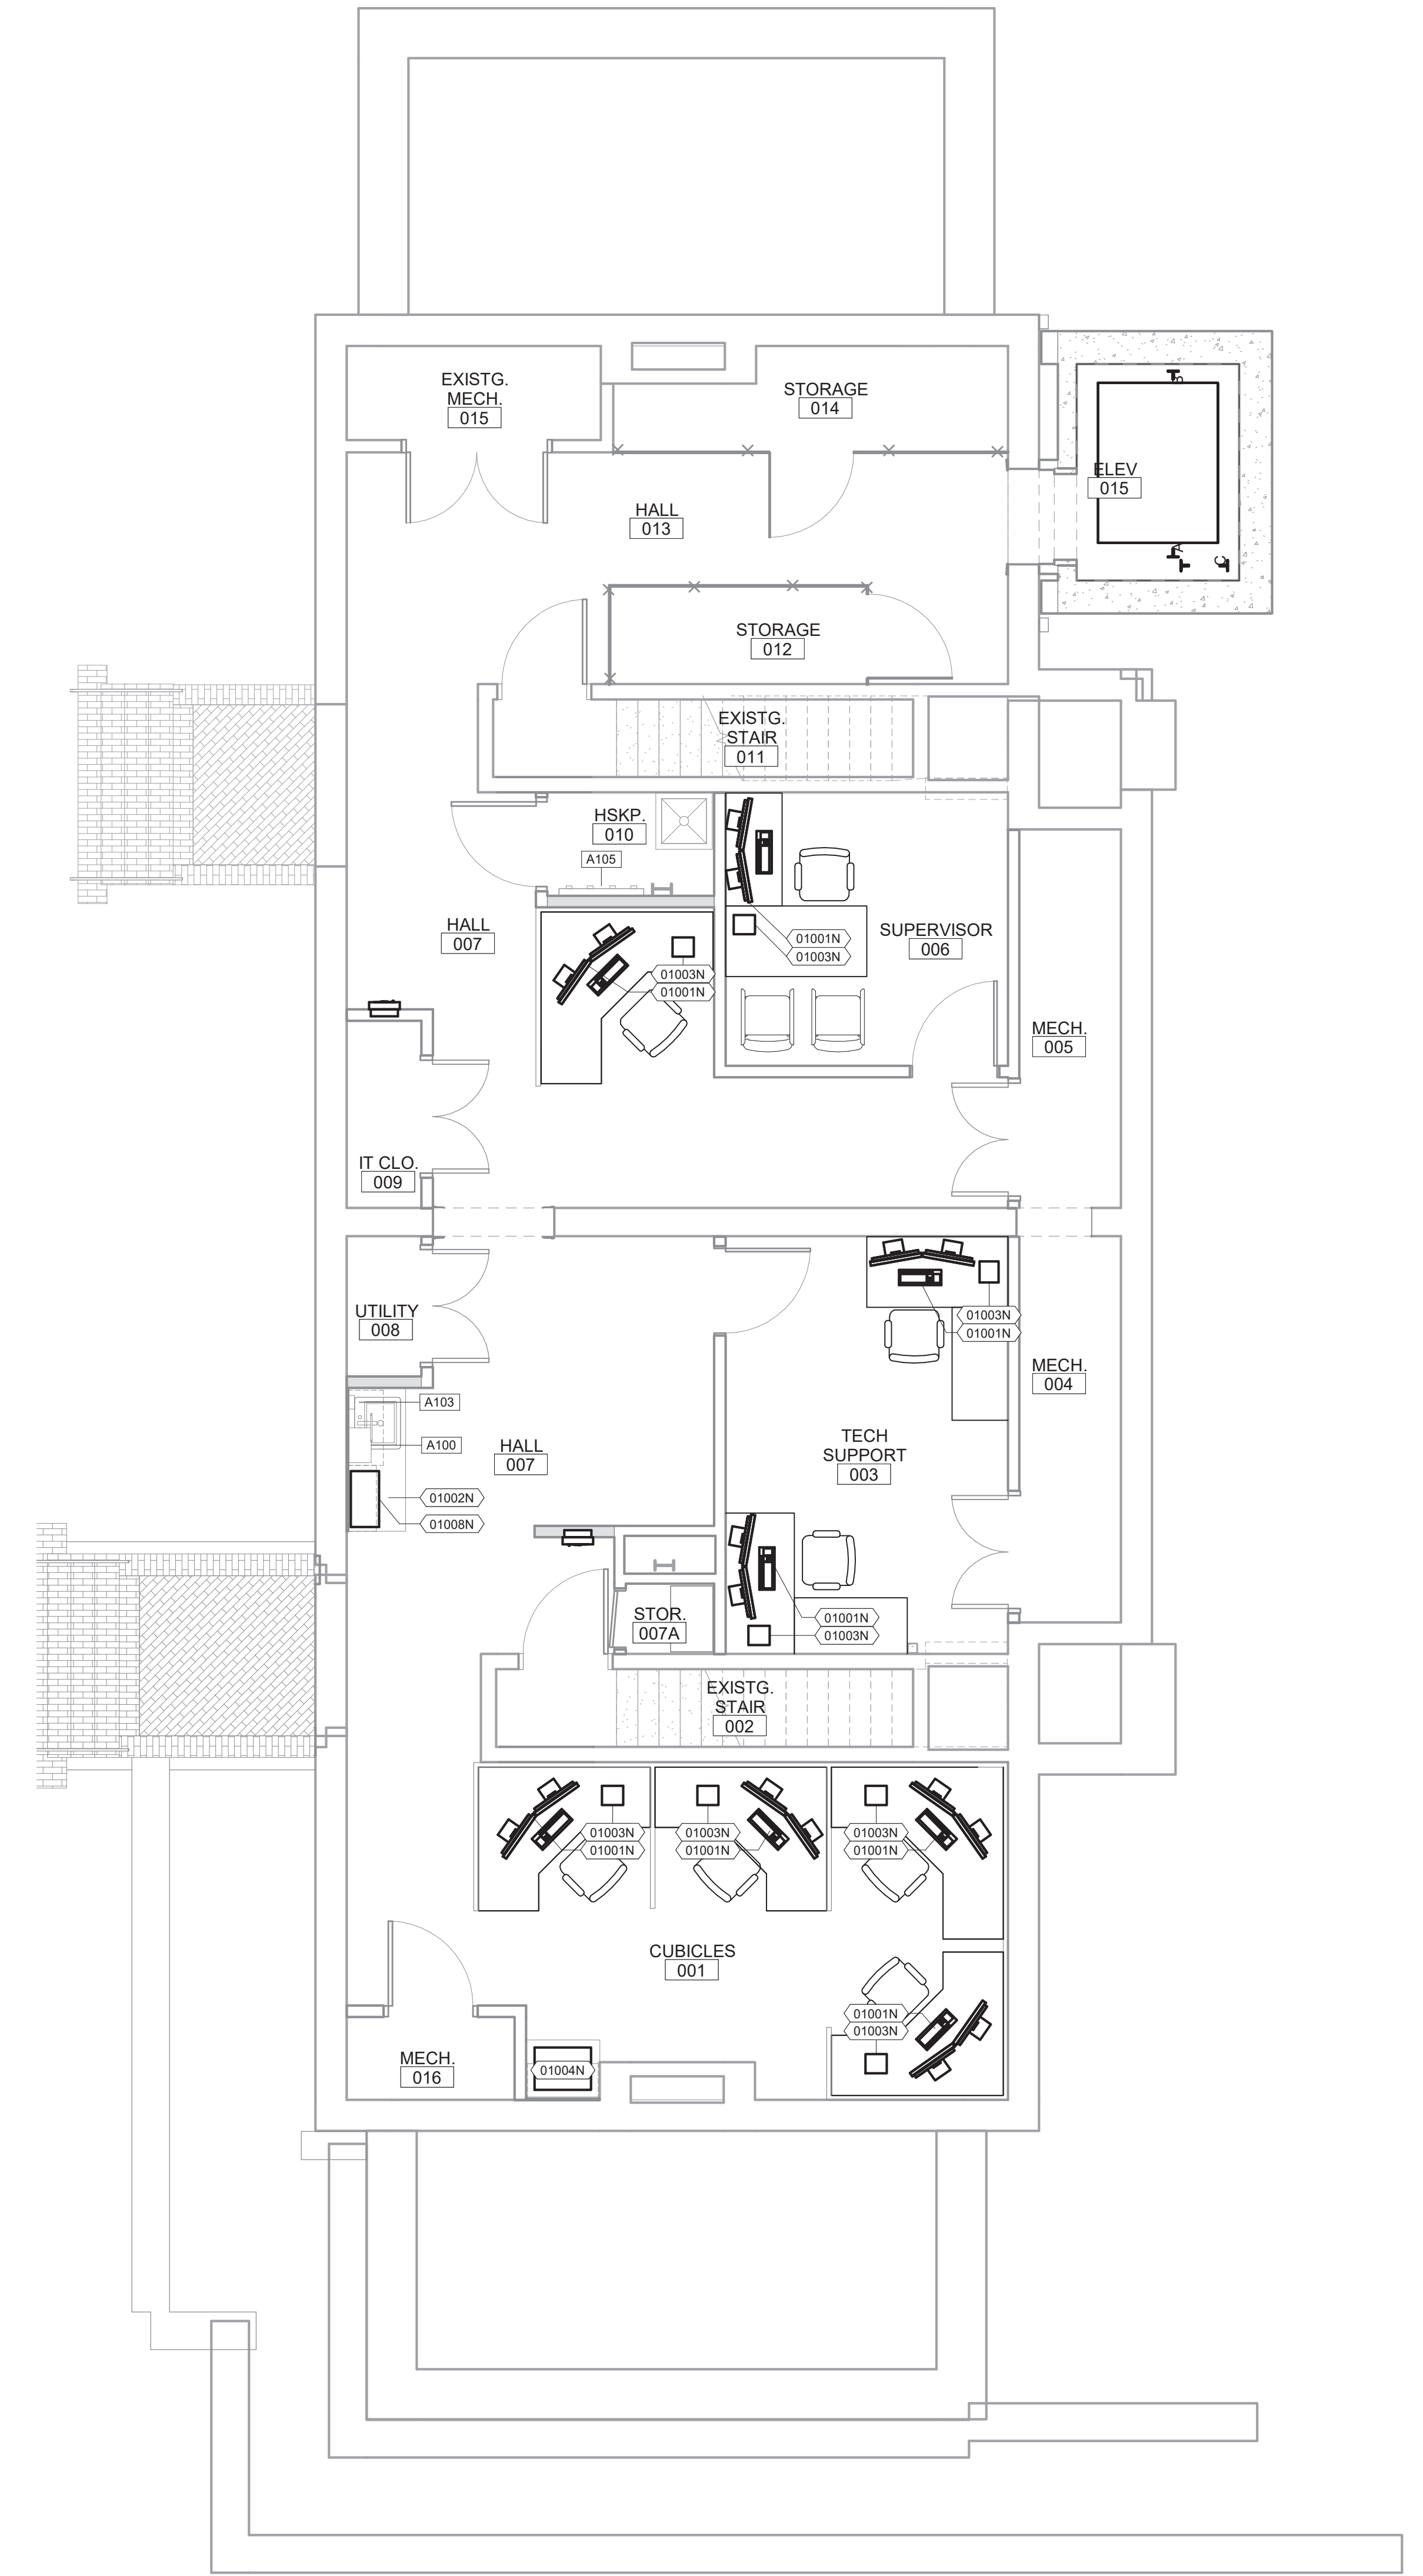 EXISTG.
MECH.
015
STORAGE
014
B
ELEV
015
HALL
013
A
C
STORAGE
012
EXISTG.
STAIR
011
HSKP.
010
A105
HALL
007
01003N
01001N
01001N
01003N
SUPERVISOR
006
MECH.
005
IT CLO.
009
UTILITY
008
01003N
01001N
MECH.
004
A103
A100
HALL
007
TECH
SUPPORT
003
01002N
01008N
STOR.
007A
01001N
01003N
EXISTG.
STAIR
002
01003N
01001N
01003N
01001N
01003N
01001N
CUBICLES
001
01001N
01003N
MECH.
016
01004N